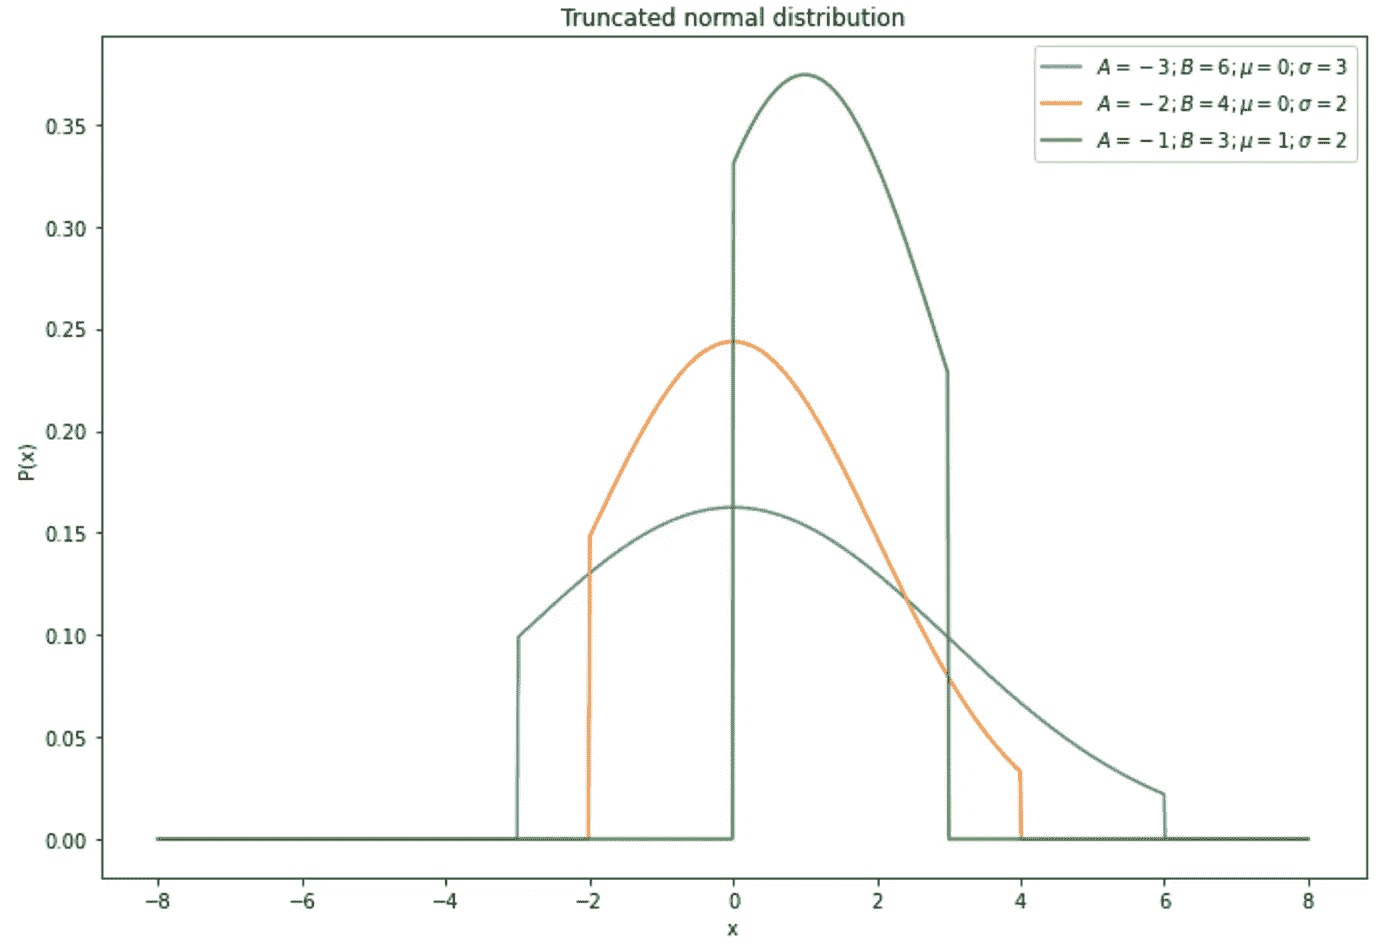 Truncated normal distribution
A = −3; B = 6; μ = 0; σ = 3
A = −2; B = 4; μ = 0; σ = 2
A = −1; B = 3; μ = 1; σ = 2
0.35
0.30
0.25
0.20
0.15
0.10
0.05
0.00
P(x)
−8 −6 −4 −2 0 2 4 6 8
x